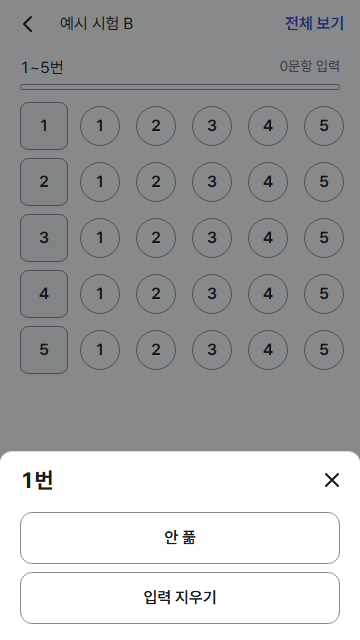 예시 시험 B
전체 보기
1~5번
0문항 입력
1 1 2 3 4 5
2 1 2 3 4 5
3 1 2 3 4 5
4 1 2 3 4 5
5 1 2 3 4 5
1번
안 풂
입력 지우기